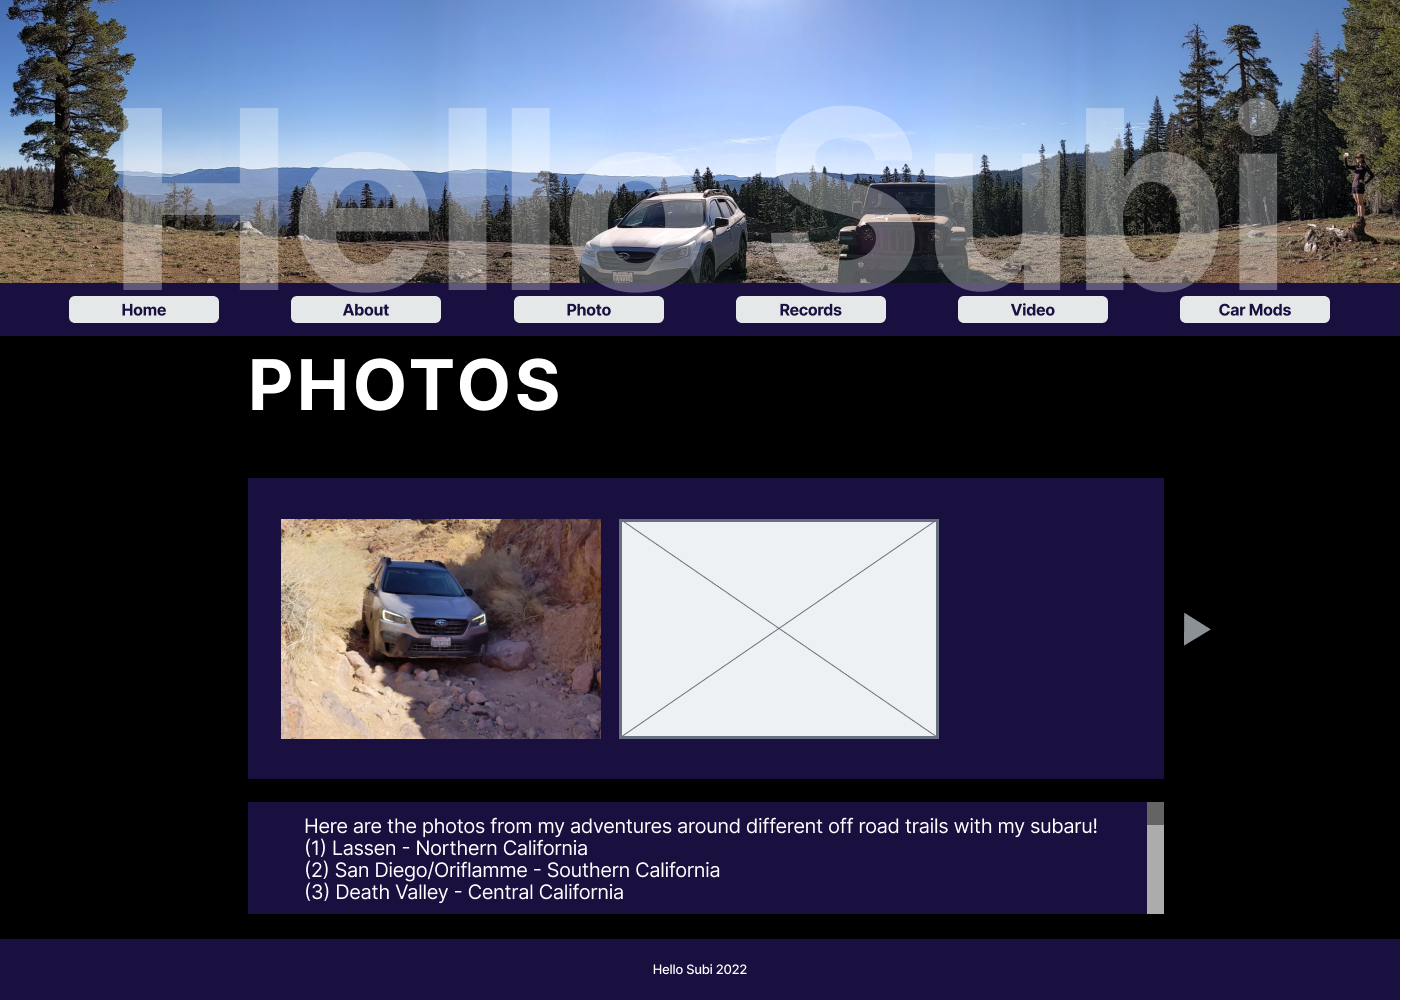 Hello Subi
Home
About
Photo
Records
Video
Car Mods
PHOTOS
Here are the photos from my adventures around different off road trails with my subaru!
(1) Lassen - Northern California
(2) San Diego/Oriflamme - Southern California
(3) Death Valley - Central California
Hello Subi 2022